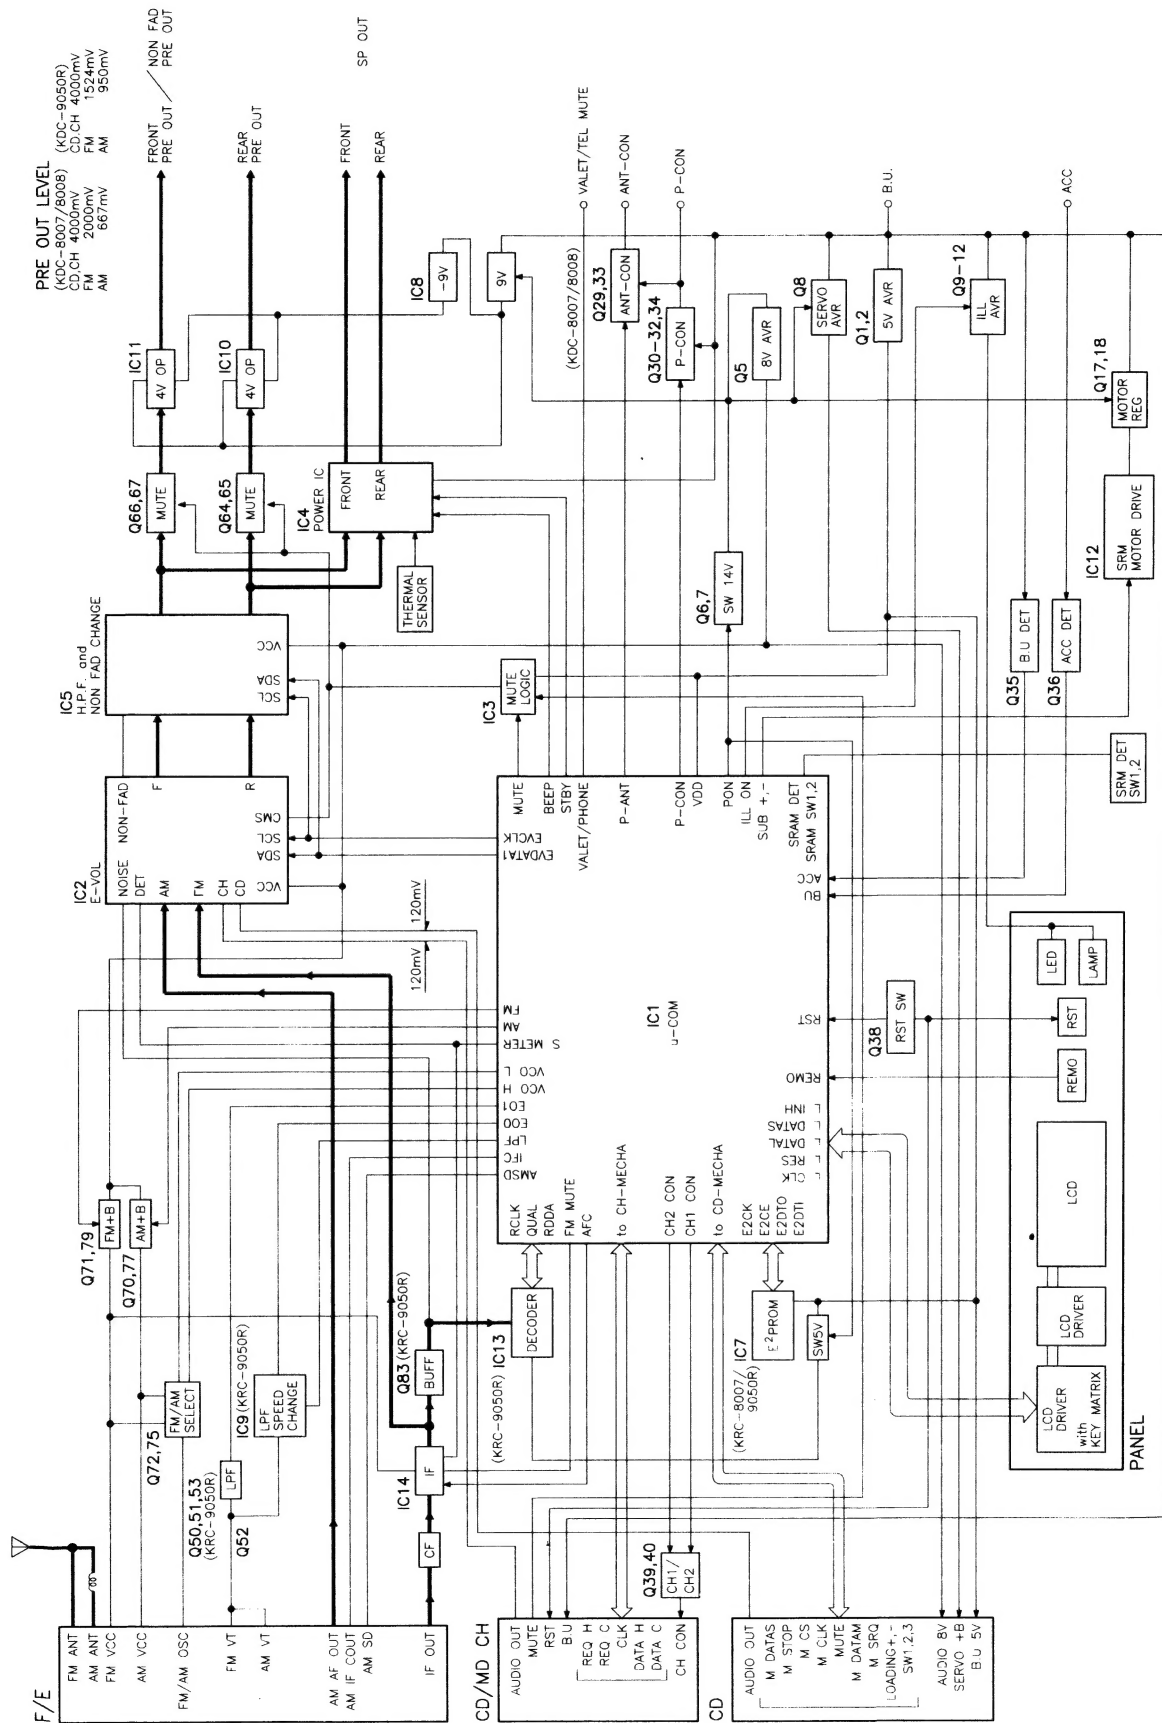 PRE OUT LEVEL
(KDC-8007/8008)
CD,CH 4000mV
FM 2000mV
AM 667mV
(KDC-9050R)
CD,CH 4000mV
FM 1524mV
AM 950mV
FRONT PRE OUT / NON FAD PRE OUT
REAR PRE OUT
SP OUT
FRONT
REAR
VALET/TEL MUTE
(KDC-8007/8008)
ANT-CON
P-CON
B.U.
ACC
F/E
FM ANT
AM ANT
FM VCC
AM VCC
FM/AM OSC
FM VT
AM VT
AM AF OUT
AM IF COUT
AM SD
IF OUT
Q71,79
FM+B
Q70,77
AM+B
Q72,75
FM/AM SELECT
Q50,51,53
(KRC-9050R)
Q52
LPF
IC9 (KRC-9050R)
LPF SPEED CHANGE
CF
IC14
IF
Q83 (KRC-9050R)
BUFF
IC2
E-VOL
NOISE
DET
AM
FM
CH
CD
NON-FAD
F
R
VCC
SDA
SCL
CMS
120mV
120mV
IC5
H.P.F. and
NON FAD CHANGE
SCL
SDA
VCC
Q66,67
MUTE
Q64,65
MUTE
IC11
4V OP
IC10
4V OP
IC8
-9V
9V
IC4
POWER IC
FRONT
REAR
THERMAL SENSOR
IC3
MUTE LOGIC
Q29,33
ANT-CON
Q30-32,34
P-CON
Q5
8V AVR
Q8
SERVO AVR
Q1,2
5V AVR
Q9-12
ILL AVR
Q6,7
SW 14V
Q17,18
MOTOR REG
IC12
SRM MOTOR DRIVE
Q35
B.U DET
Q36
ACC DET
SRM DET
SW1,2
IC1
u-COM
FM
AM
S METER
VCO L
VCO H
EO1
EO0
LPF
IFC
AMSD
EVDATA1
EVCLK
MUTE
BEEP
STBY
VALET/PHONE
P-ANT
P-CON
VDD
PON
ILL ON
SUB +,-
SRAM DET
SRAM SW1,2
ACC
BU
RST
REMO
L INH
L DATAS
L DATAL
L RES
L CLK
RCLK
QUAL
RDDA
FM MUTE
AFC
to CH-MECHA
CH2 CON
CH1 CON
to CD-MECHA
E2CK
E2CE
E2DTO
E2DTI
(KRC-9050R) IC13
DECODER
(KRC-8007/
9050R)
IC7
E²PROM
SW5V
Q39,40
CH1/
CH2
CD/MD CH
AUDIO OUT
MUTE
RST
B.U
REQ H
REQ C
CLK
DATA H
DATA C
CH CON
CD
AUDIO OUT
M DATAS
M STOP
M CS
M CLK
MUTE
M DATAM
M SRQ
LOADING+,-
SW1,2,3
AUDIO 8V
SERVO +B
B.U 5V
Q38
RST SW
PANEL
LED
LAMP
RST
REMO
LCD
LCD DRIVER
LCD DRIVER
with KEY MATRIX